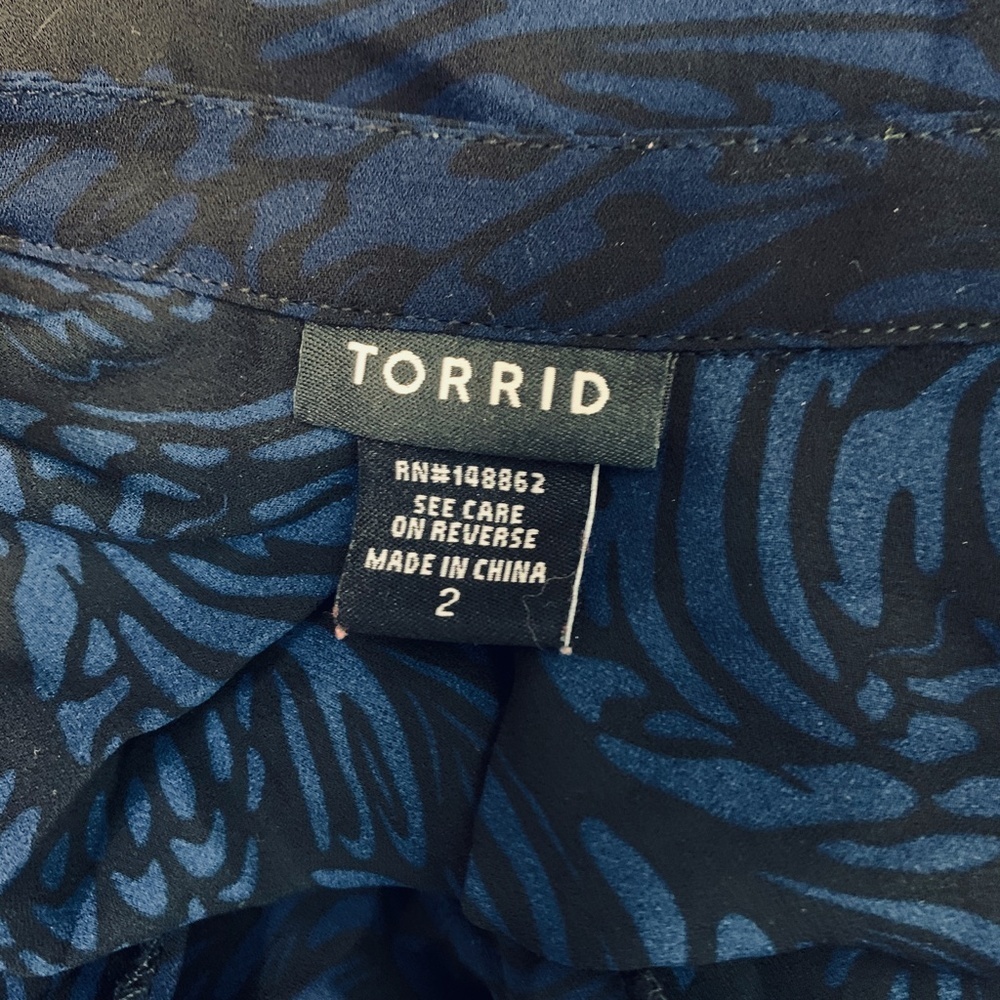 TORRID
RN#148862
SEE CARE
ON REVERSE
MADE IN CHINA
2